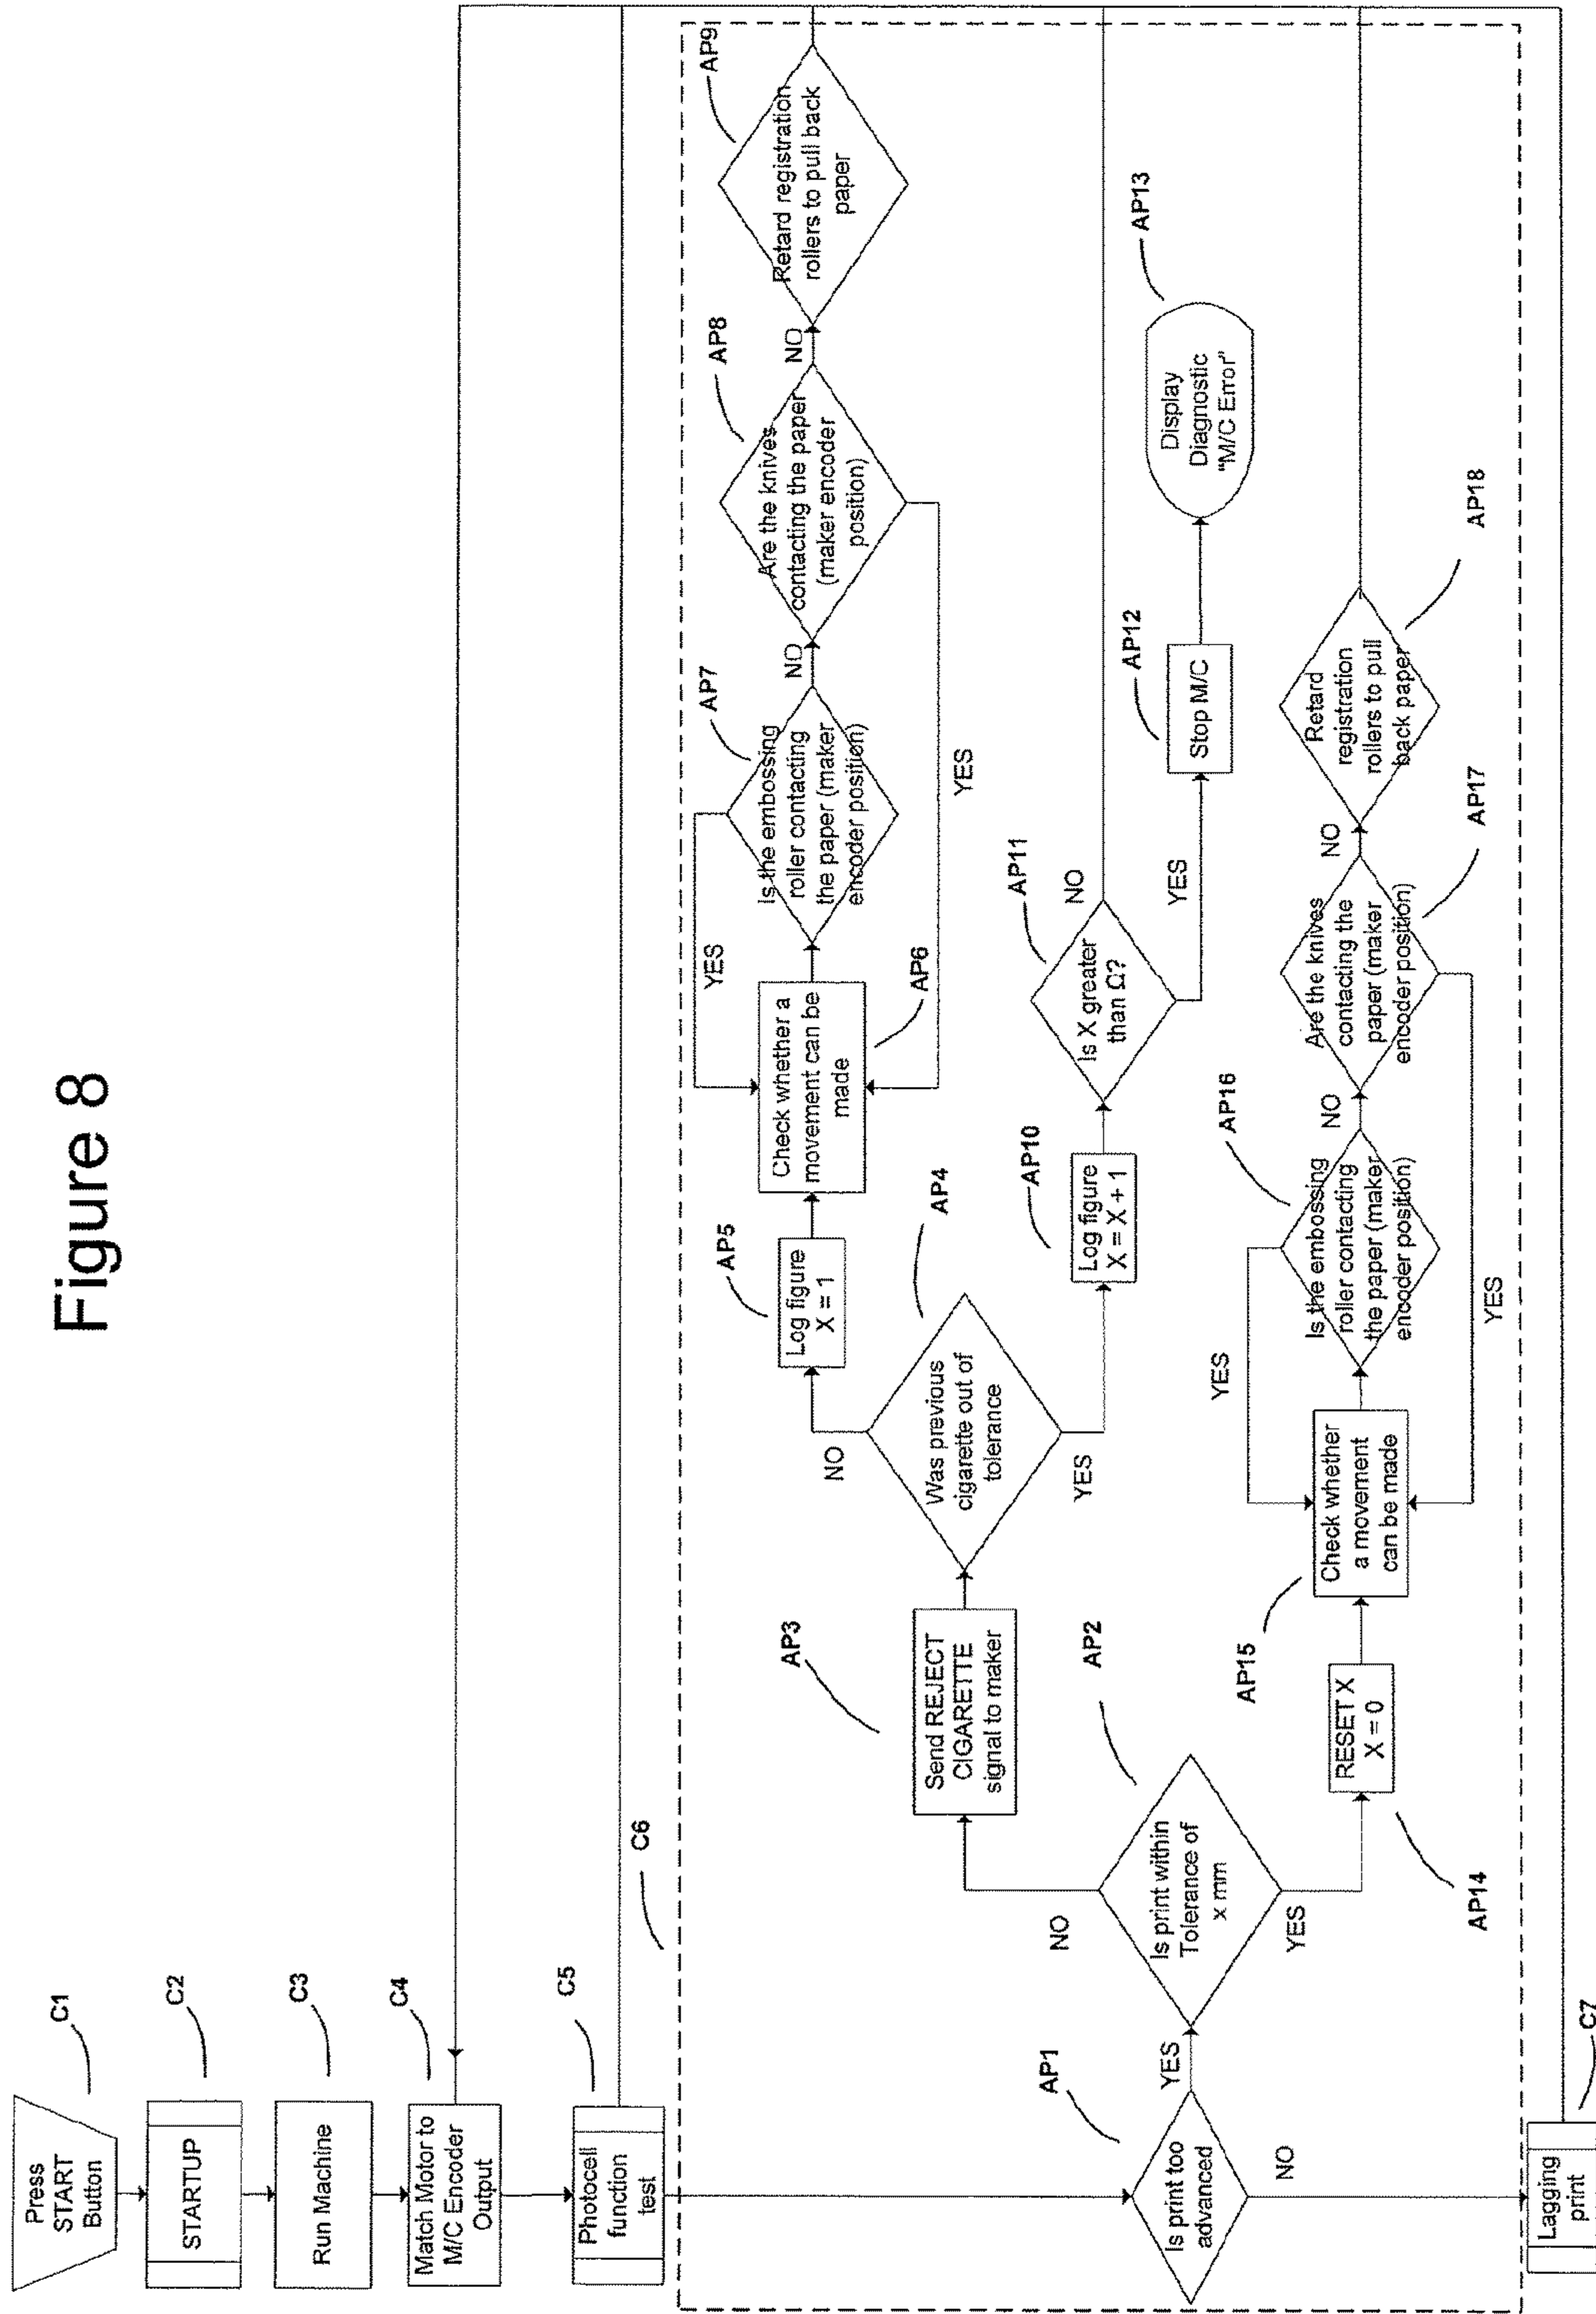 Figure 8
Press
START
Button
C1
STARTUP
C2
Run Machine
C3
Match Motor to
M/C Encoder
Output
C4
Photocell
function
test
C5
C6
Is print too
advanced
AP1
YES
NO
Is print within
Tolerance of
x mm
AP2
NO
YES
Send REJECT
CIGARETTE
signal to maker
AP3
Was previous
cigarette out of
tolerance
AP4
NO
YES
Log figure
X = 1
AP5
Check whether a
movement can be
made
AP6
YES
Is the embossing
roller contacting
the paper (maker
encoder position)
AP7
NO
Are the knives
contacting the paper
(maker encoder
position)
AP8
YES
NO
Retard registration
rollers to pull back
paper
AP9
Log figure
X = X + 1
AP10
Is X greater
than Ω?
AP11
NO
YES
Stop M/C
AP12
Display
Diagnostic
"M/C Error"
AP13
RESET X
X = 0
AP14
Check whether
a movement
can be made
AP15
YES
Is the embossing
roller contacting
the paper (maker
encoder position)
AP16
NO
Are the knives
contacting the
paper (maker
encoder position)
AP17
YES
NO
Retard
registration
rollers to pull
back paper
AP18
Lagging
print
C7